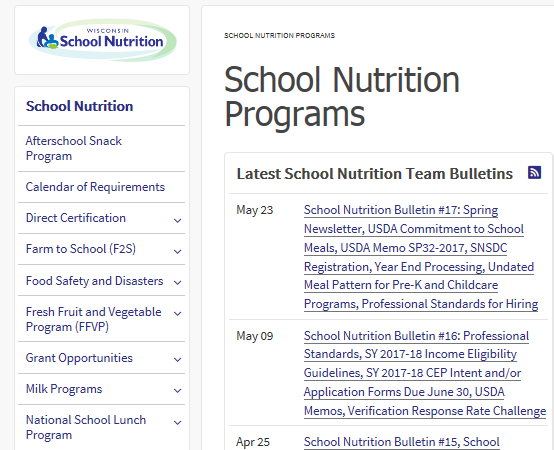 WISCONSIN
School Nutrition
School Nutrition
Afterschool Snack
Program
Calendar of Requirements
Direct Certification
Farm to School (F2S)
Food Safety and Disasters
Fresh Fruit and Vegetable
Program (FFVP)
Grant Opportunities
Milk Programs
National School Lunch
Program
SCHOOL NUTRITION PROGRAMS
School Nutrition
Programs
Latest School Nutrition Team Bulletins
May 23
School Nutrition Bulletin #17: Spring
Newsletter, USDA Commitment to School
Meals, USDA Memo SP32-2017, SNSDC
Registration, Year End Processing, Undated
Meal Pattern for Pre-K and Childcare
Programs, Professional Standards for Hiring
May 09
School Nutrition Bulletin #16: Professional
Standards, SY 2017-18 Income Eligibility
Guidelines, SY 2017-18 CEP Intent and/or
Application Forms Due June 30, USDA
Memos, Verification Response Rate Challenge
Apr 25
School Nutrition Bulletin #15, School